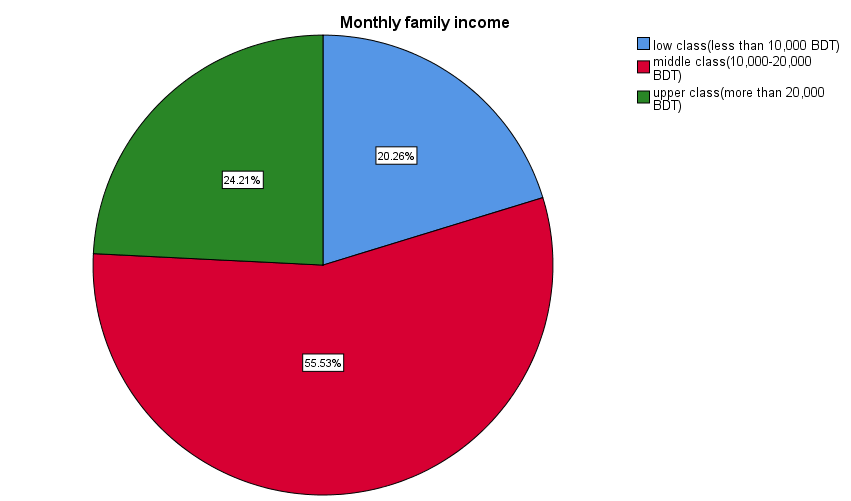 Monthly family income
low class(less than 10,000 BDT)
middle class(10,000-20,000
BDT)
upper class(more than 20,000
BDT)
20.26%
24.21%
55.53%